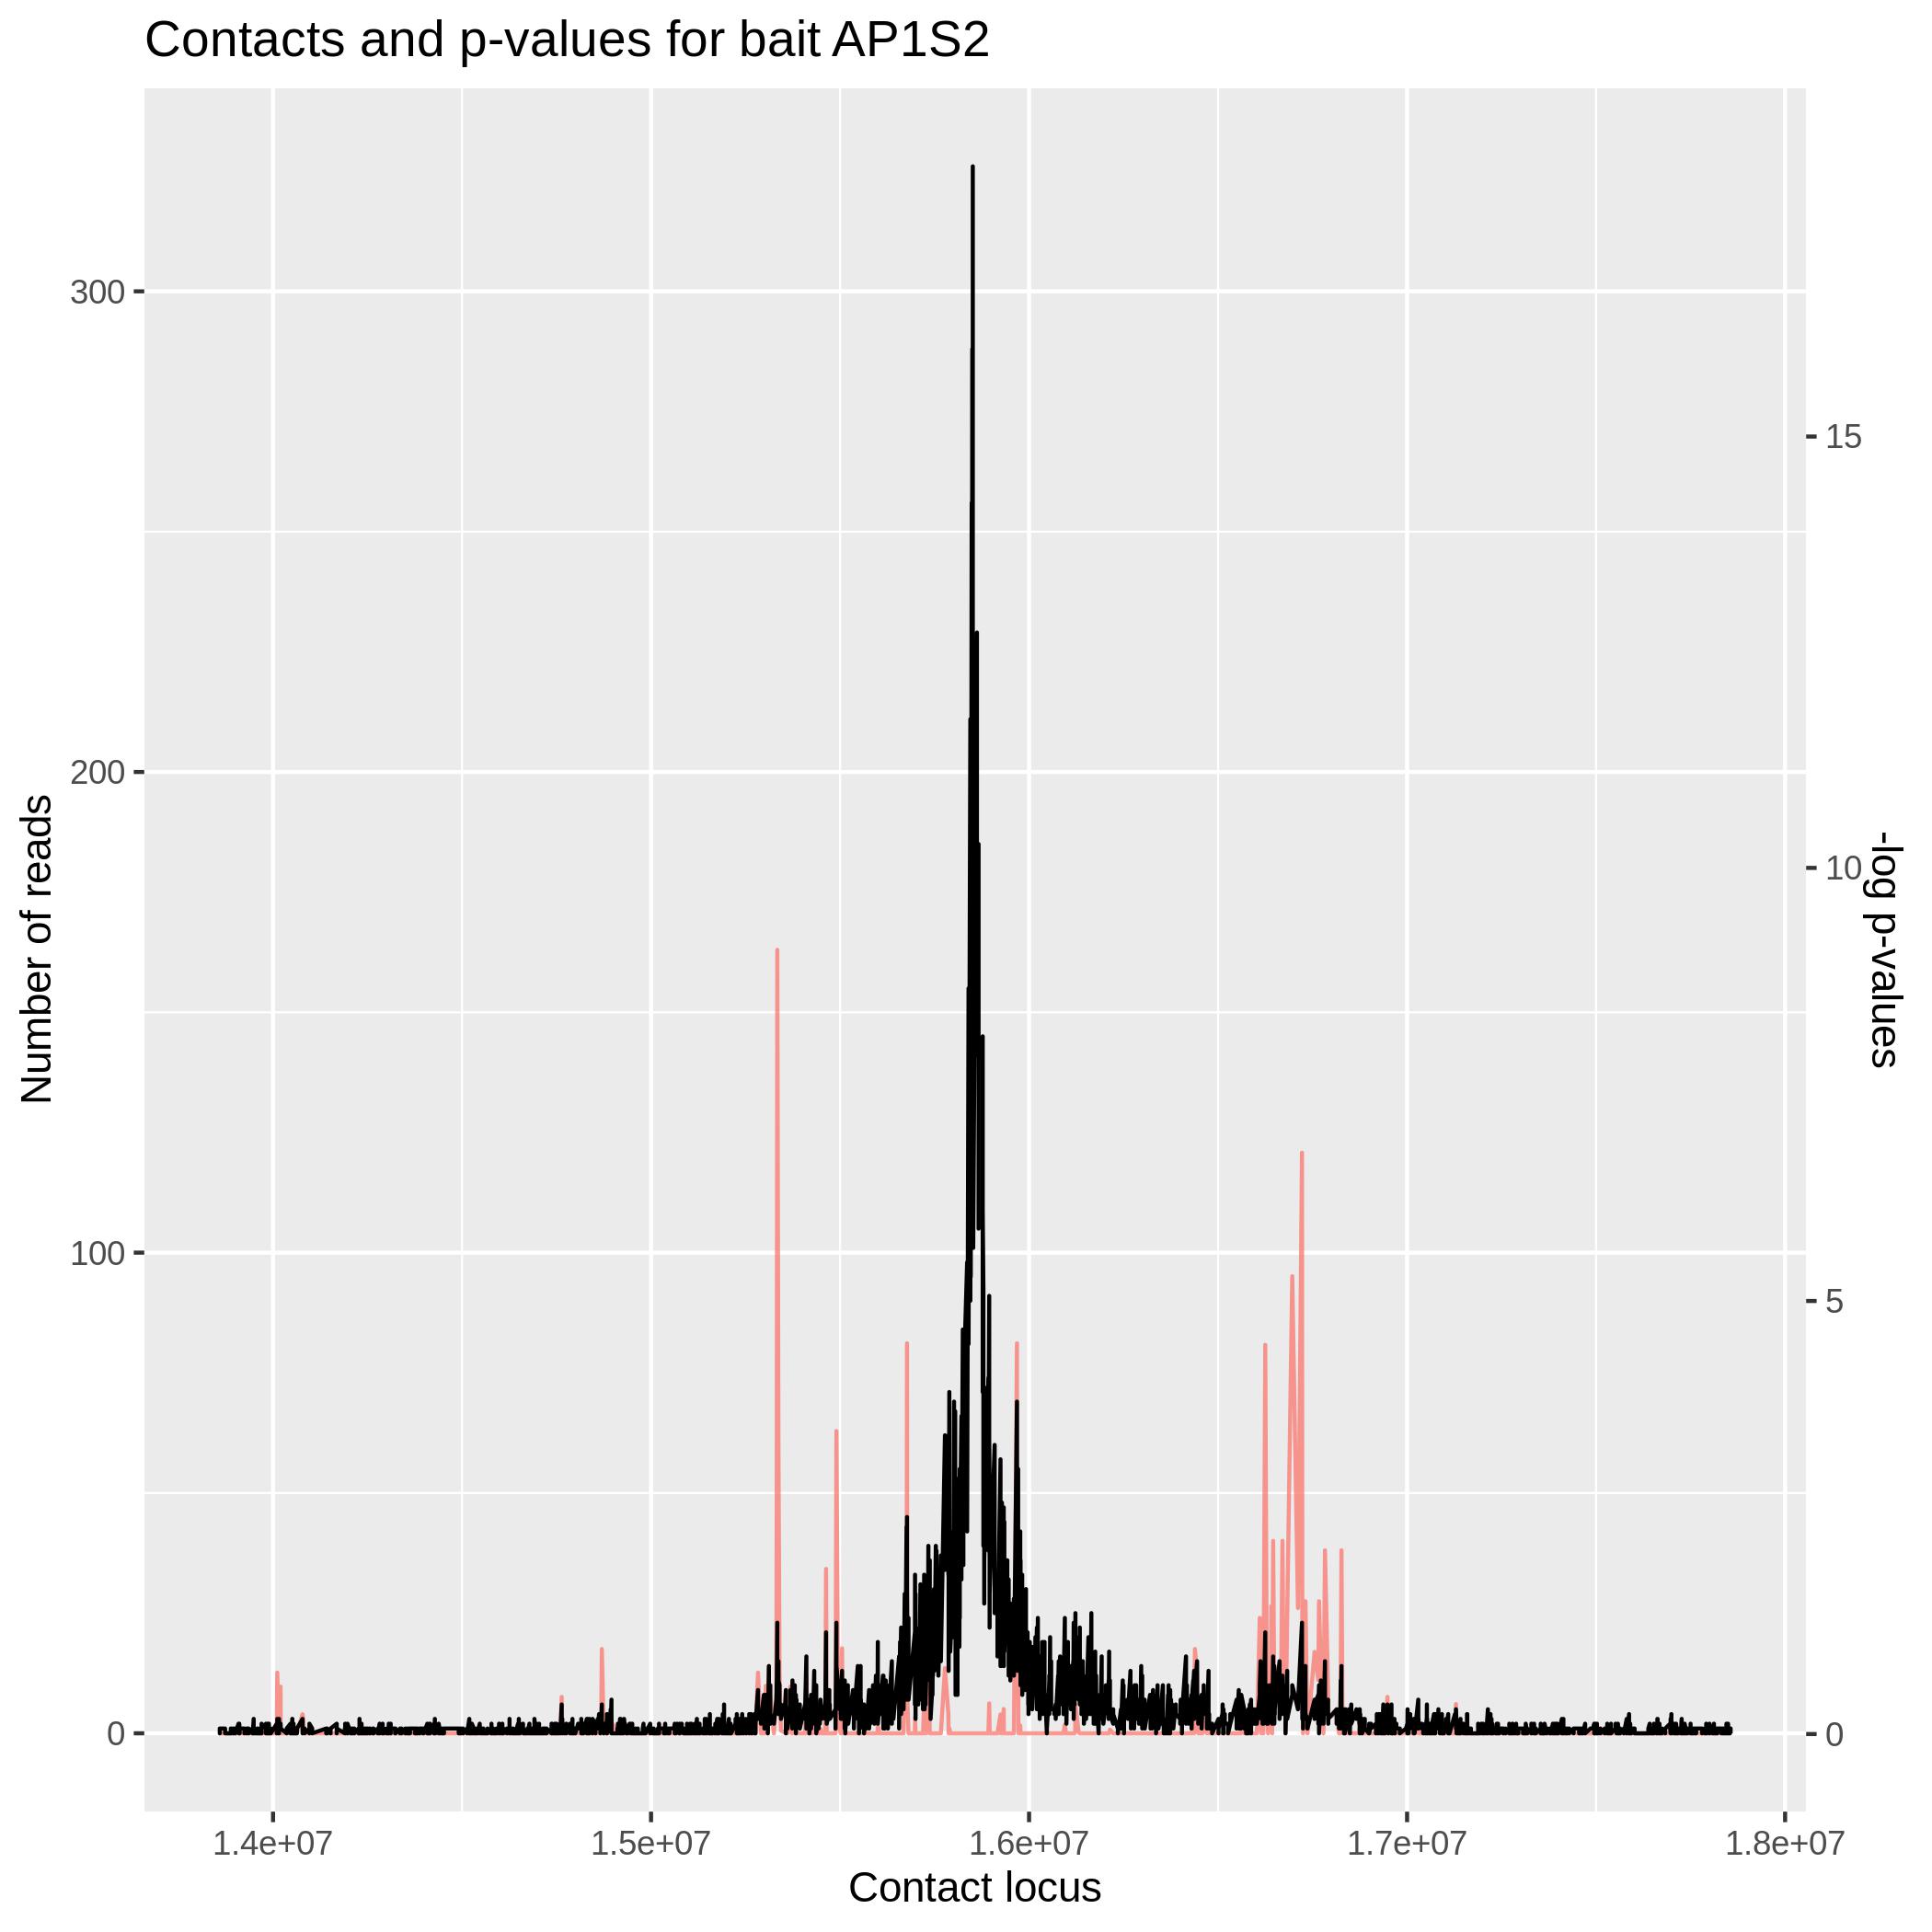 Contacts and p-values for bait AP1S2
Number of reads
300
200
100
0
15
10
5
0
-log p-values
1.4e+07 1.5e+07 1.6e+07 1.7e+07 1.8e+07
Contact locus